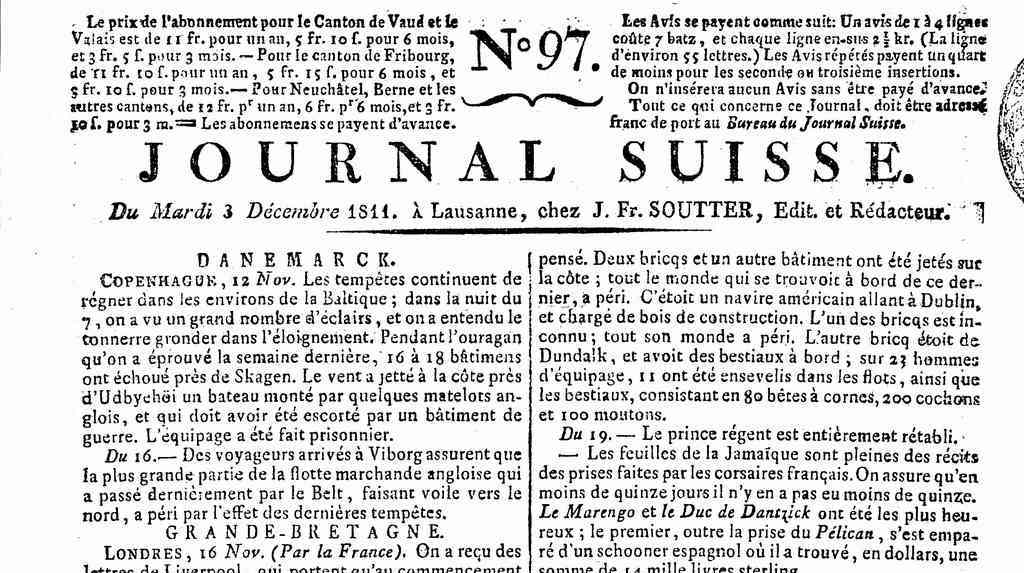 Le prix de l'abonnement pour le Canton de Vaud et le
Valais est de 11 fr. pour un an, 5 fr. 10 f. pour 6 mois,
et 3 fr. 5 f. pour 3 mois. — Pour le canton de Fribourg,
de 11 fr. 10 f. pour un an, 5 fr. 15 f. pour 6 mois, et
3 fr. 10 f. pour 3 mois. — Pour Neuchâtel, Berne et les
autres cantons, de 12 fr. pr un an, 6 fr. pr 6 mois, et 3 fr.
10 f. pour 3 m. = Les abonnemens se payent d'avance.
No 97.
Les Avis se payent comme suit: Un avis de 1 à 4 lignes
coûte 7 batz, et chaque ligne en-sus 2 ½ kr. (La ligne
d'environ 55 lettres.) Les Avis répétés payent un quart
de moins pour les seconde ou troisième insertions.
On n'insérera aucun Avis sans être payé d'avance.
Tout ce qui concerne ce Journal, doit être adressé
franc de port au Bureau du Journal Suisse.
JOURNAL SUISSE.
Du Mardi 3 Décembre 1811. à Lausanne, chez J. Fr. SOUTTER, Edit. et Rédacteur.
DANEMARCK.
COPENHAGUE, 12 Nov. Les tempêtes continuent de
régner dans les environs de la Baltique; dans la nuit du
7, on a vu un grand nombre d'éclairs, et on a entendu le
tonnerre gronder dans l'éloignement. Pendant l'ouragan
qu'on a éprouvé la semaine dernière, 16 à 18 bâtimens
ont échoué près de Skagen. Le vent a jetté à la côte près
d'Udbyehöi un bateau monté par quelques matelots an-
glois, et qui doit avoir été escorté par un bâtiment de
guerre. L'équipage a été fait prisonnier.
Du 16. — Des voyageurs arrivés à Viborg assurent que
la plus grande partie de la flotte marchande angloise qui
a passé dernièrement par le Belt, faisant voile vers le
nord, a péri par l'effet des dernières tempêtes.
GRANDE-BRETAGNE.
LONDRES, 16 Nov. (Par la France). On a reçu des
lettres de Liverpool, qui portent qu'au commencement
pensé. Deux bricqs et un autre bâtiment ont été jetés sur
la côte; tout le monde qui se trouvoit à bord de ce der-
nier, a péri. C'étoit un navire américain allant à Dublin,
et chargé de bois de construction. L'un des bricqs est in-
connu; tout son monde a péri. L'autre bricq étoit de
Dundalk, et avoit des bestiaux à bord; sur 23 hommes
d'équipage, 11 ont été ensevelis dans les flots, ainsi que
les bestiaux, consistant en 80 bêtes à cornes, 200 cochons
et 100 moutons.
Du 19. — Le prince régent est entièrement rétabli.
— Les feuilles de la Jamaïque sont pleines des récits
des prises faites par les corsaires français. On assure qu'en
moins de quinze jours il n'y en a pas eu moins de quinze.
Le Marengo et le Duc de Dantzick ont été les plus heu-
reux; le premier, outre la prise du Pélican, s'est empa-
ré d'un schooner espagnol où il a trouvé, en dollars, une
somme de 14 mille livres sterling.